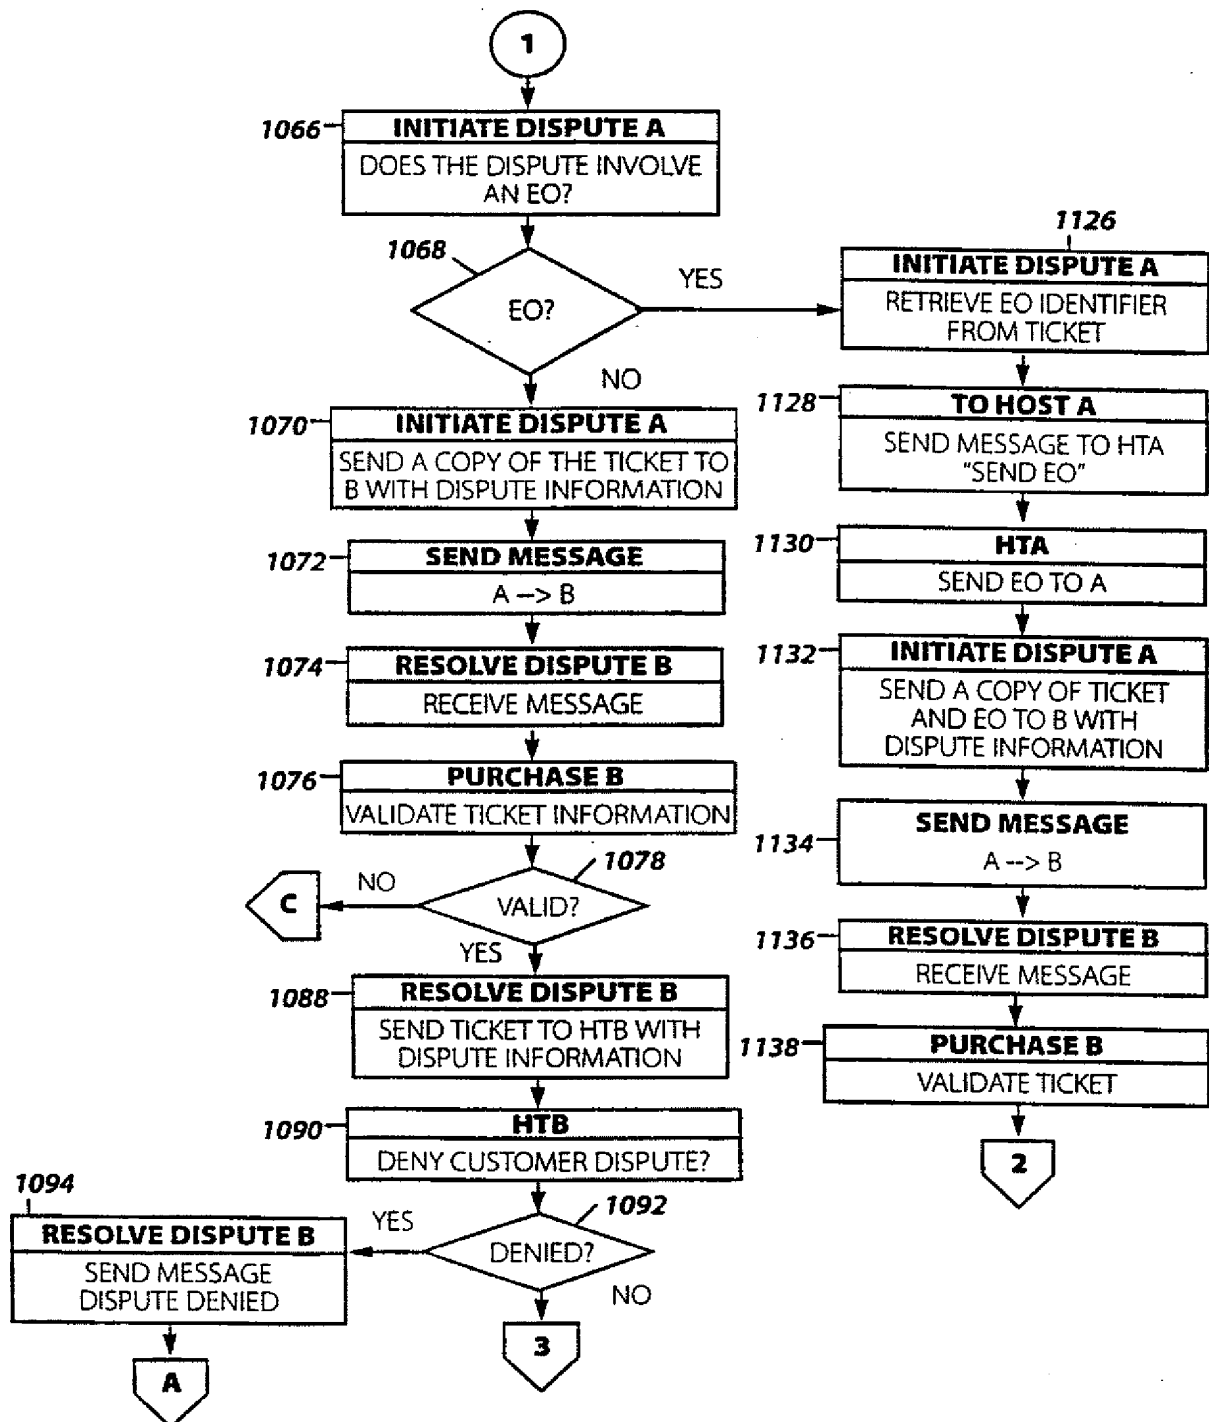 1
1066
INITIATE DISPUTE A
DOES THE DISPUTE INVOLVE
AN EO?
1068
EO?
YES
NO
1070
INITIATE DISPUTE A
SEND A COPY OF THE TICKET TO
B WITH DISPUTE INFORMATION
1072
SEND MESSAGE
A --> B
1074
RESOLVE DISPUTE B
RECEIVE MESSAGE
1076
PURCHASE B
VALIDATE TICKET INFORMATION
1078
VALID?
NO
C
YES
1088
RESOLVE DISPUTE B
SEND TICKET TO HTB WITH
DISPUTE INFORMATION
1090
HTB
DENY CUSTOMER DISPUTE?
1092
DENIED?
YES
NO
1094
RESOLVE DISPUTE B
SEND MESSAGE
DISPUTE DENIED
A
3
1126
INITIATE DISPUTE A
RETRIEVE EO IDENTIFIER
FROM TICKET
1128
TO HOST A
SEND MESSAGE TO HTA
"SEND EO"
1130
HTA
SEND EO TO A
1132
INITIATE DISPUTE A
SEND A COPY OF TICKET
AND EO TO B WITH
DISPUTE INFORMATION
1134
SEND MESSAGE
A --> B
1136
RESOLVE DISPUTE B
RECEIVE MESSAGE
1138
PURCHASE B
VALIDATE TICKET
2